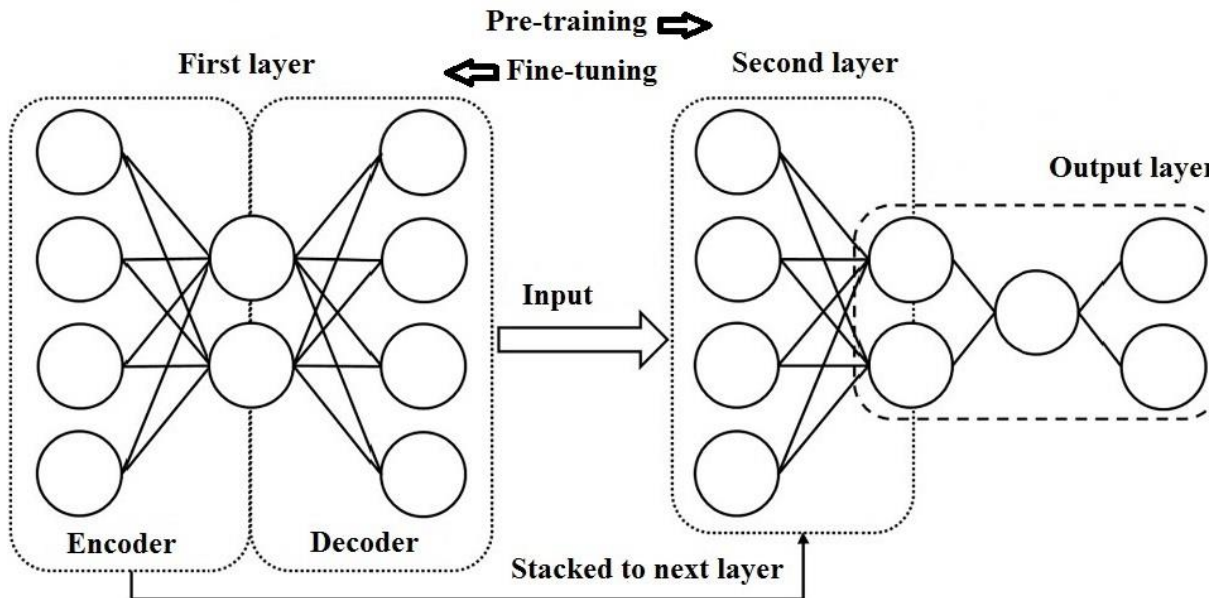 Pre-training
Fine-tuning
First layer
Second layer
Output layer
Input
Encoder
Decoder
Stacked to next layer